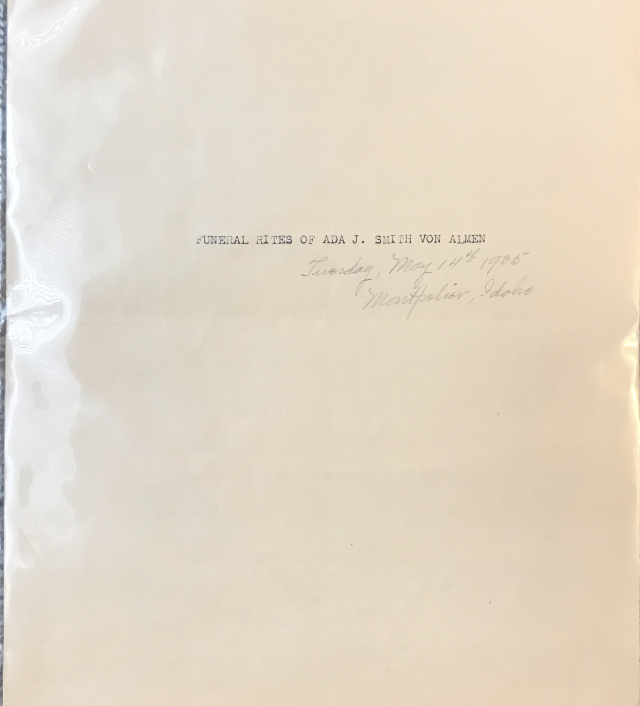 FUNERAL RITES OF ADA J. SMITH VON ALMEN
Tuesday, May 14th 1935
Montpelier, Idaho